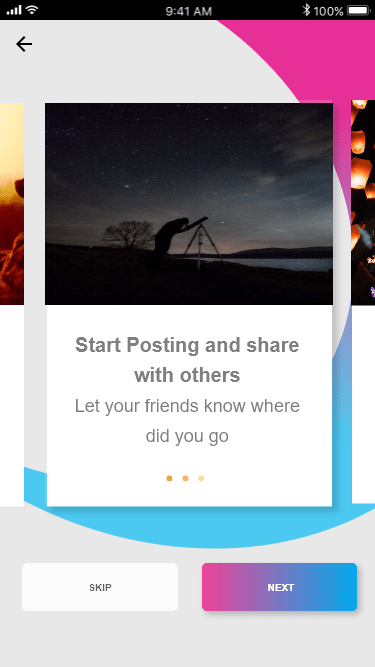 9:41 AM
100%
Start Posting and share
with others
Let your friends know where
did you go
SKIP
NEXT